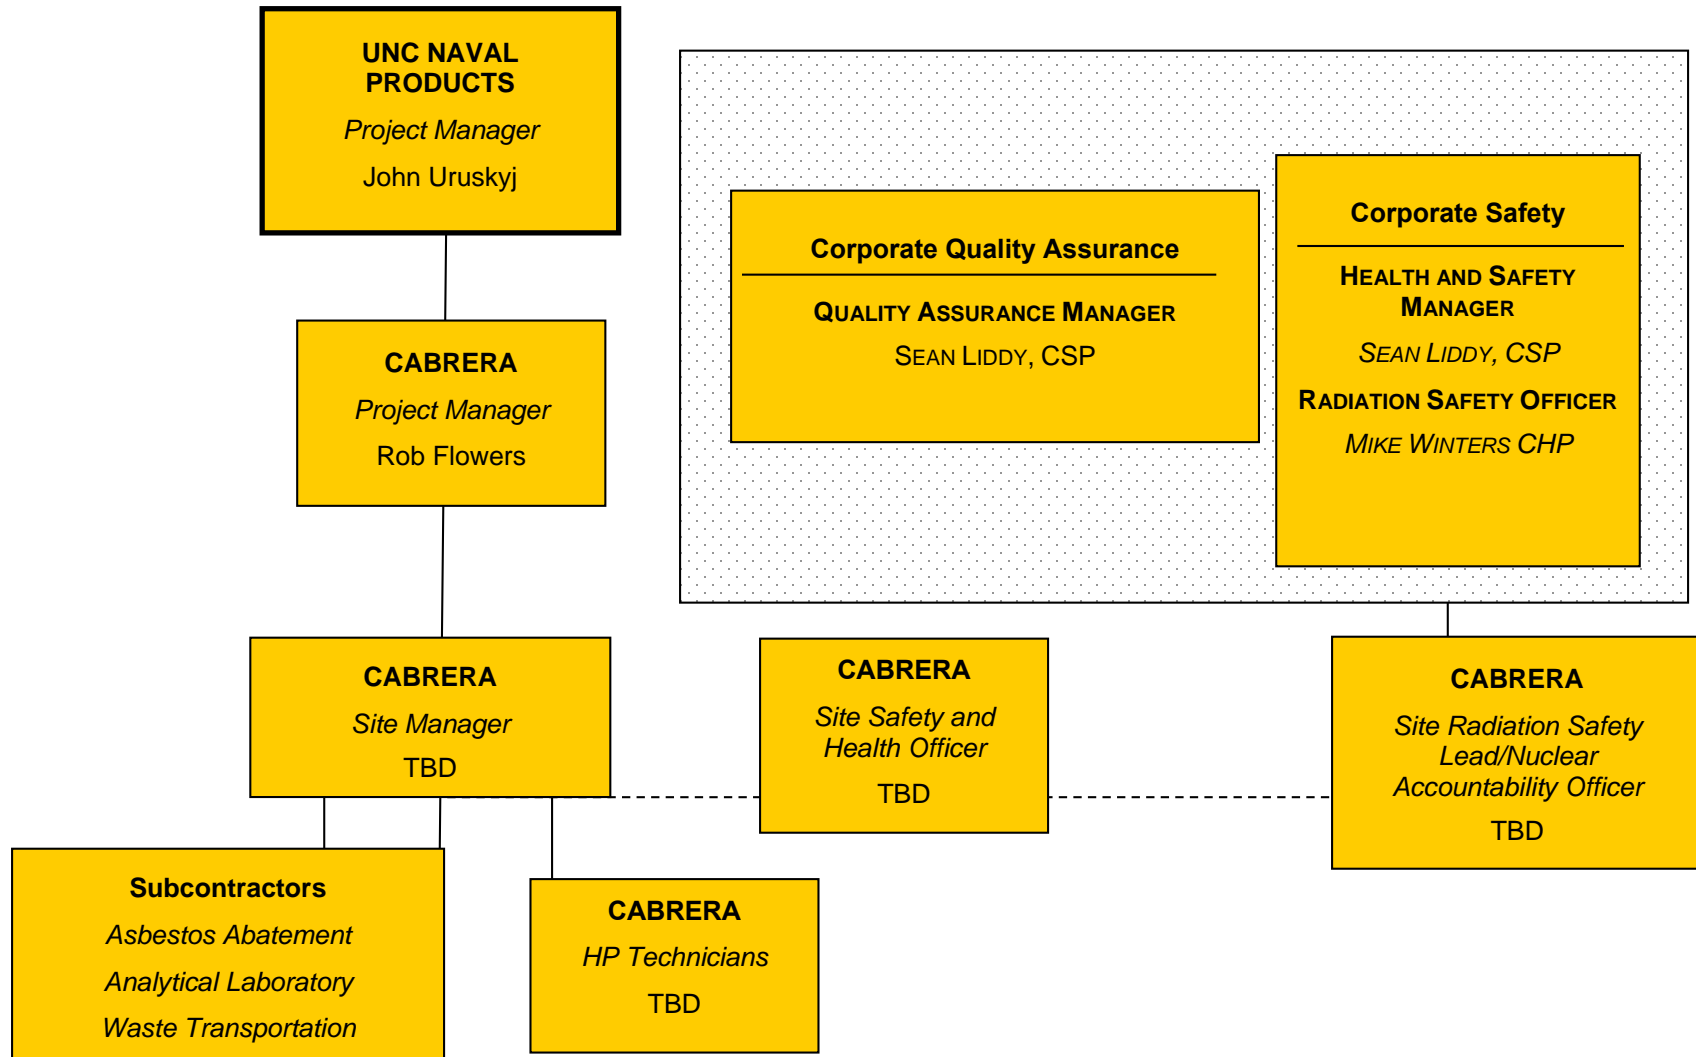 UNC NAVAL
PRODUCTS
Project Manager
John Uruskyj
CABRERA
Project Manager
Rob Flowers
Corporate Quality Assurance
QUALITY ASSURANCE MANAGER
SEAN LIDDY, CSP
Corporate Safety
HEALTH AND SAFETY
MANAGER
SEAN LIDDY, CSP
RADIATION SAFETY OFFICER
MIKE WINTERS CHP
CABRERA
Site Manager
TBD
CABRERA
Site Safety and
Health Officer
TBD
CABRERA
Site Radiation Safety
Lead/Nuclear
Accountability Officer
TBD
Subcontractors
Asbestos Abatement
Analytical Laboratory
Waste Transportation
CABRERA
HP Technicians
TBD